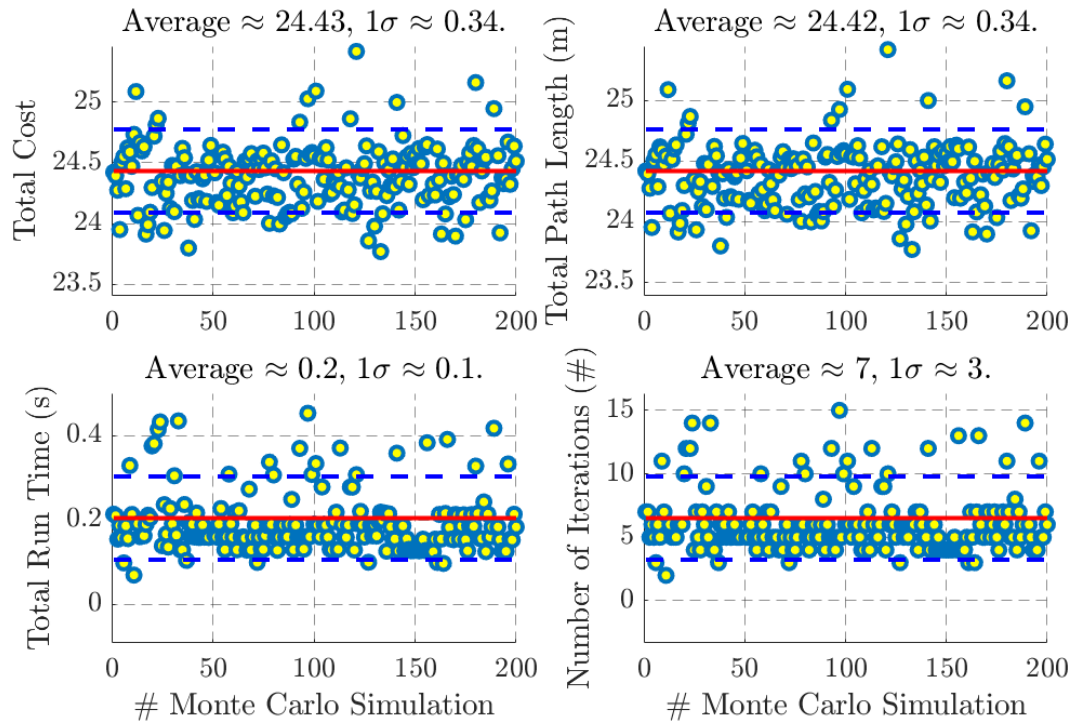 Average ≈ 24.43, 1σ ≈ 0.34.
Total Cost
25
24.5
24
23.5
0 50 100 150 200
Average ≈ 24.42, 1σ ≈ 0.34.
Total Path Length (m)
25
24.5
24
23.5
0 50 100 150 200
Average ≈ 0.2, 1σ ≈ 0.1.
Total Run Time (s)
0.4
0.2
0
0 50 100 150 200
# Monte Carlo Simulation
Average ≈ 7, 1σ ≈ 3.
Number of Iterations (#)
15
10
5
0
0 50 100 150 200
# Monte Carlo Simulation